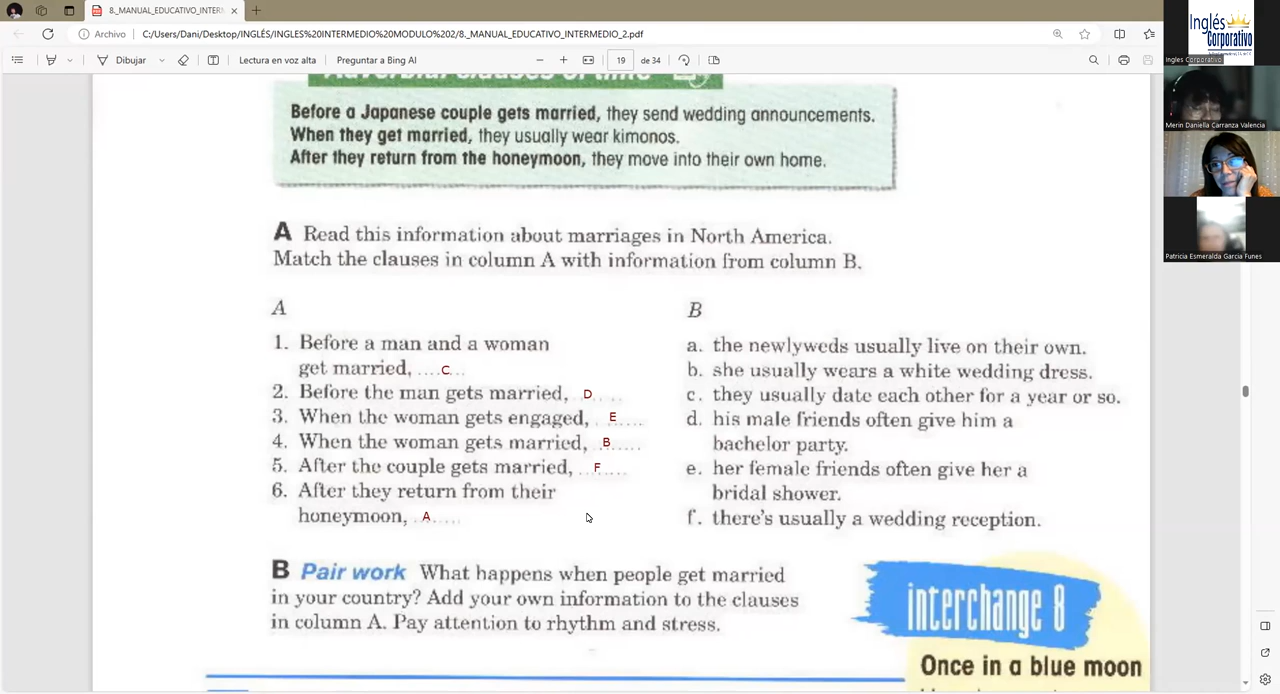 8._MANUAL_EDUCATIVO_INTERM
Archivo
C:/Users/Dani/Desktop/INGLÉS/INGLES%20INTERMEDIO%20MODULO%202/8._MANUAL_EDUCATIVO_INTERMEDIO_2.pdf
Dibujar
Lectura en voz alta
Preguntar a Bing AI
19
de 34
Inglés
Corporativo
Ingles Corporativo
Merin Daniella Carranza Valencia
Patricia Esmeralda Garcia Funes
Adverbial clauses of time
Before a Japanese couple gets married, they send wedding announcements.
When they get married, they usually wear kimonos.
After they return from the honeymoon, they move into their own home.
A Read this information about marriages in North America.
Match the clauses in column A with information from column B.
A
1. Before a man and a woman
get married, ....C....
2. Before the man gets married, D
3. When the woman gets engaged, E
4. When the woman gets married, B
5. After the couple gets married, F
6. After they return from their
honeymoon, A
B
a. the newlyweds usually live on their own.
b. she usually wears a white wedding dress.
c. they usually date each other for a year or so.
d. his male friends often give him a
bachelor party.
e. her female friends often give her a
bridal shower.
f. there's usually a wedding reception.
B Pair work What happens when people get married
in your country? Add your own information to the clauses
in column A. Pay attention to rhythm and stress.
interchange 8
Once in a blue moon